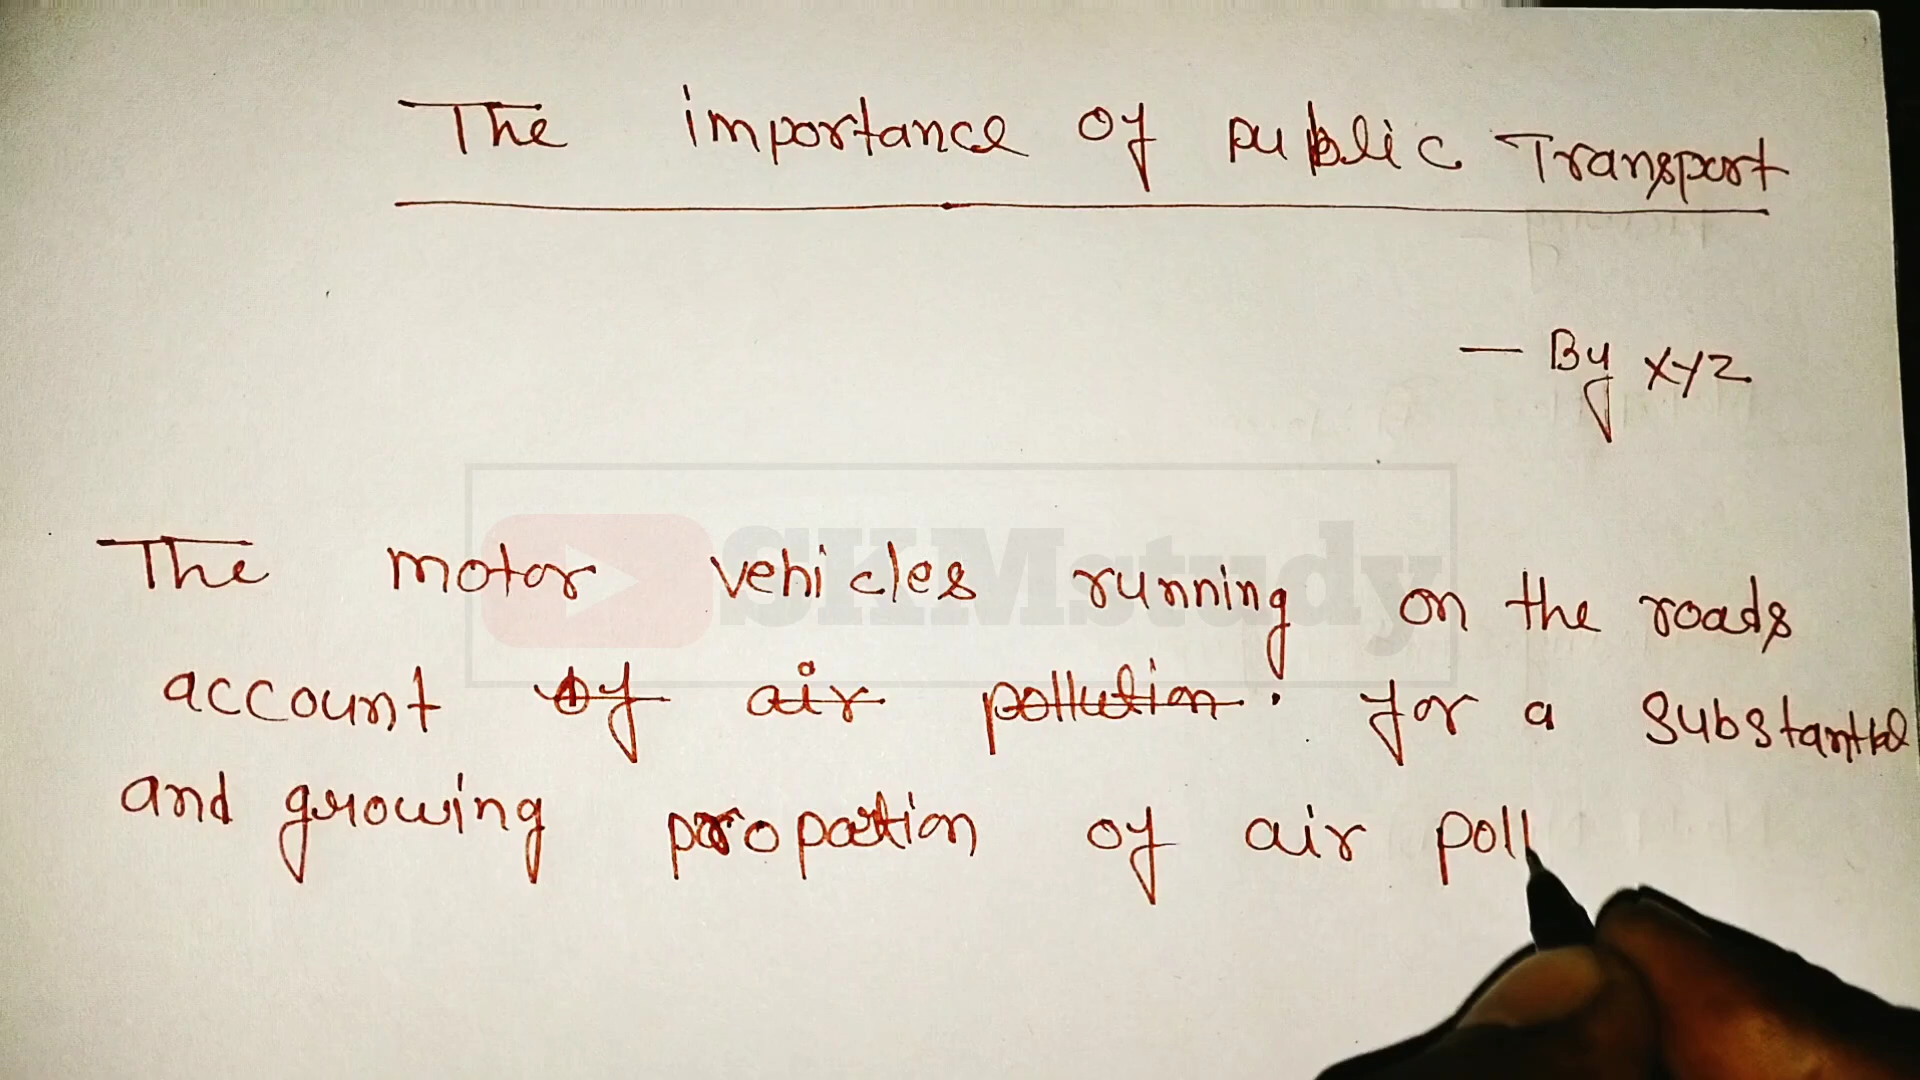 The importance of public Transport
— By XYZ
SKMstudy
The motor vehicles running on the roads
account of air pollution. for a substantial
and growing proportion of air poll